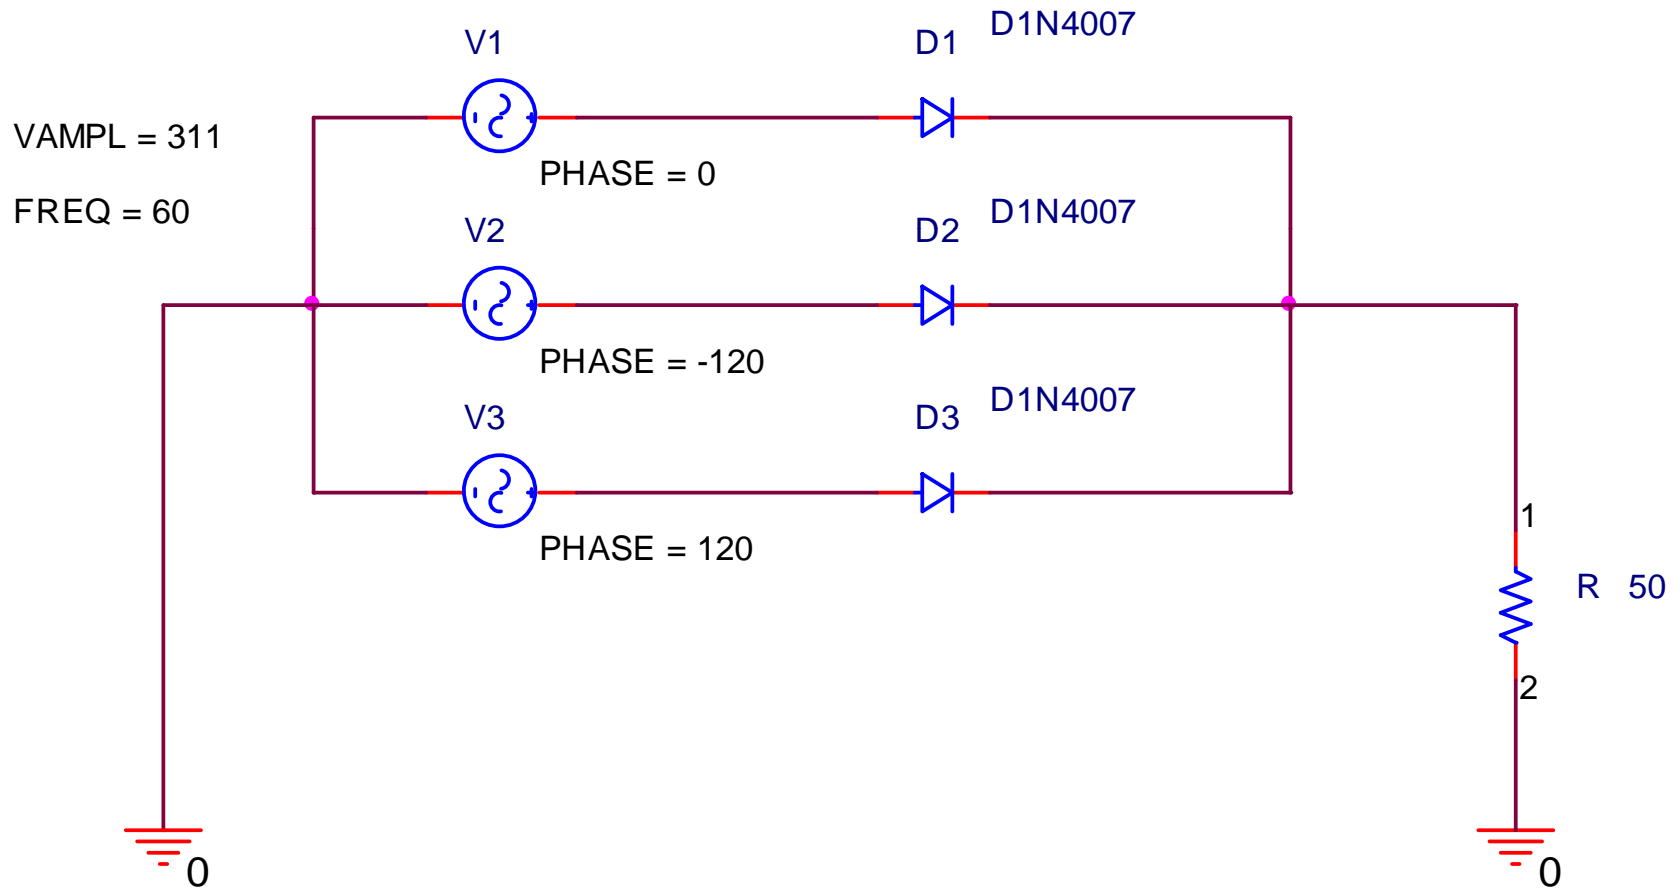 V1
D1
D1N4007
VAMPL = 311
PHASE = 0
FREQ = 60
V2
D2
D1N4007
PHASE = -120
V3
D3
D1N4007
PHASE = 120
1
R 50
2
0
0